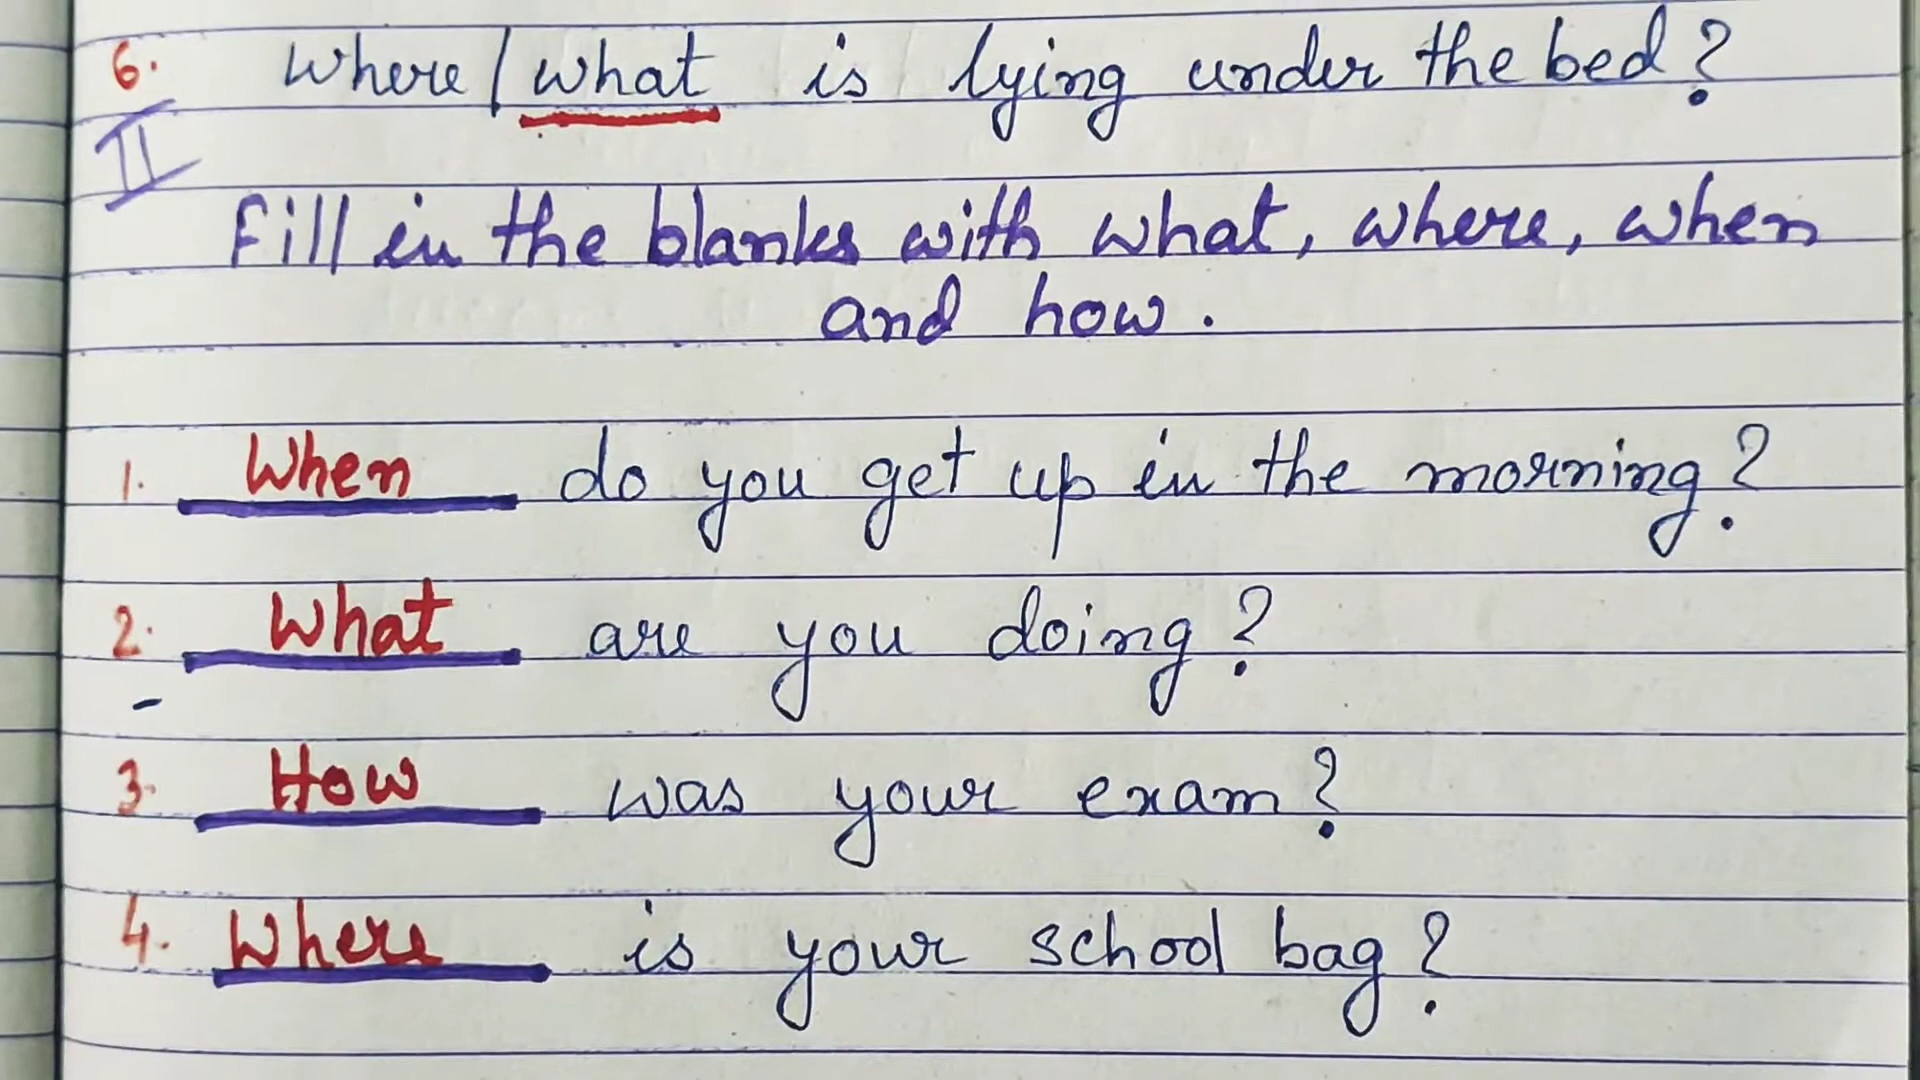 6. Where/what is lying under the bed?
II
Fill in the blanks with what, where, when
and how.
1. When do you get up in the morning?
2. What are you doing?
3. How was your exam?
4. Where is your school bag?